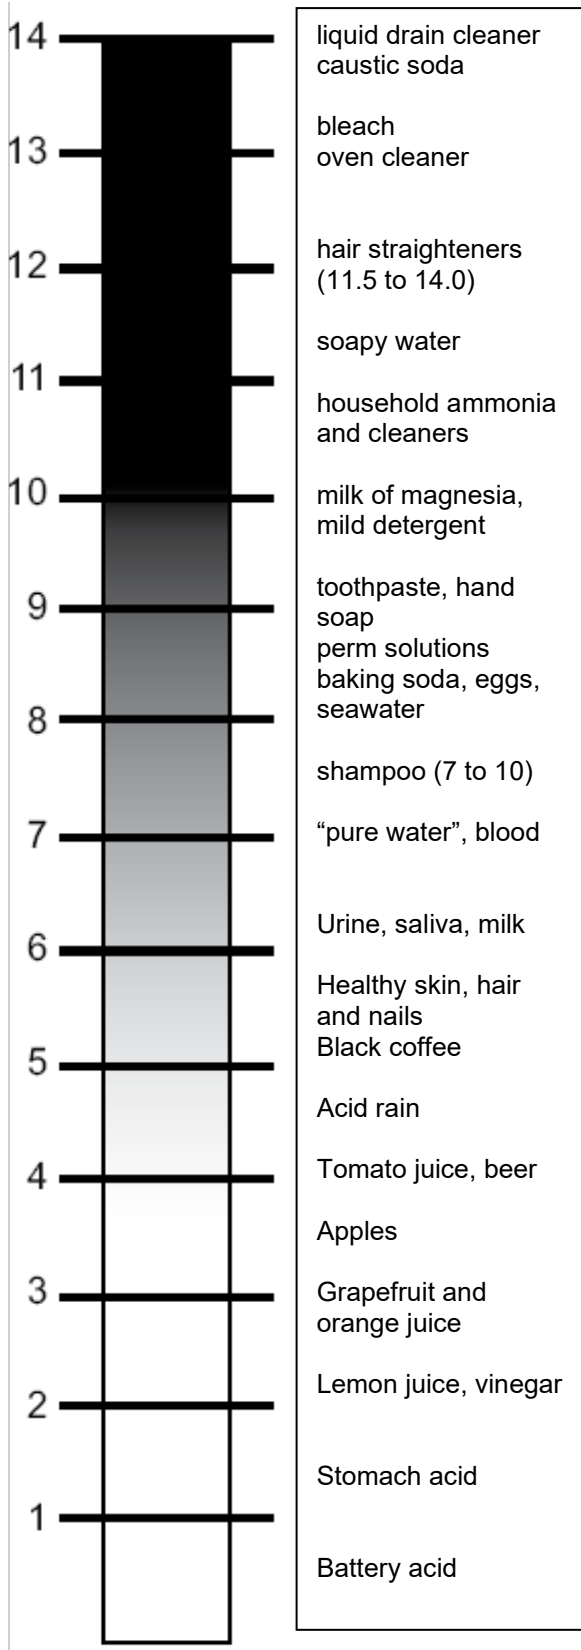 14
liquid drain cleaner
caustic soda
bleach
13
oven cleaner
hair straighteners
12
(11.5 to 14.0)
soapy water
11
household ammonia
and cleaners
10
milk of magnesia,
mild detergent
toothpaste, hand
9
soap
perm solutions
baking soda, eggs,
8
seawater
shampoo (7 to 10)
7
“pure water”, blood
Urine, saliva, milk
6
Healthy skin, hair
and nails
Black coffee
5
Acid rain
Tomato juice, beer
4
Apples
Grapefruit and
3
orange juice
Lemon juice, vinegar
2
Stomach acid
1
Battery acid